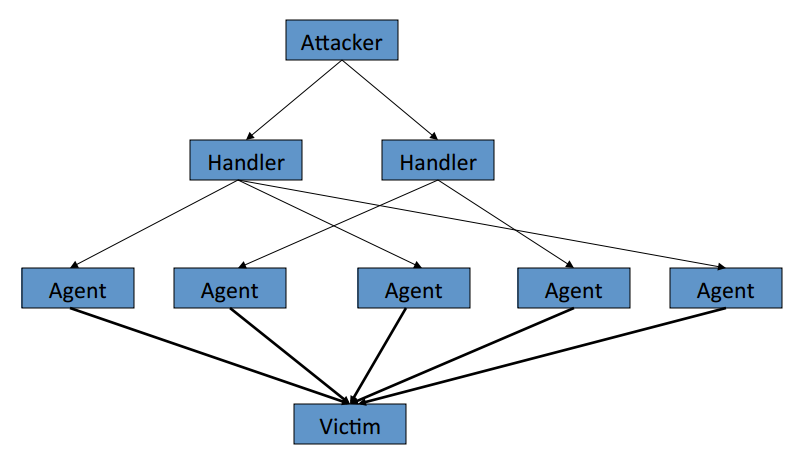 Attacker
Handler
Handler
Agent
Agent
Agent
Agent
Agent
Victim